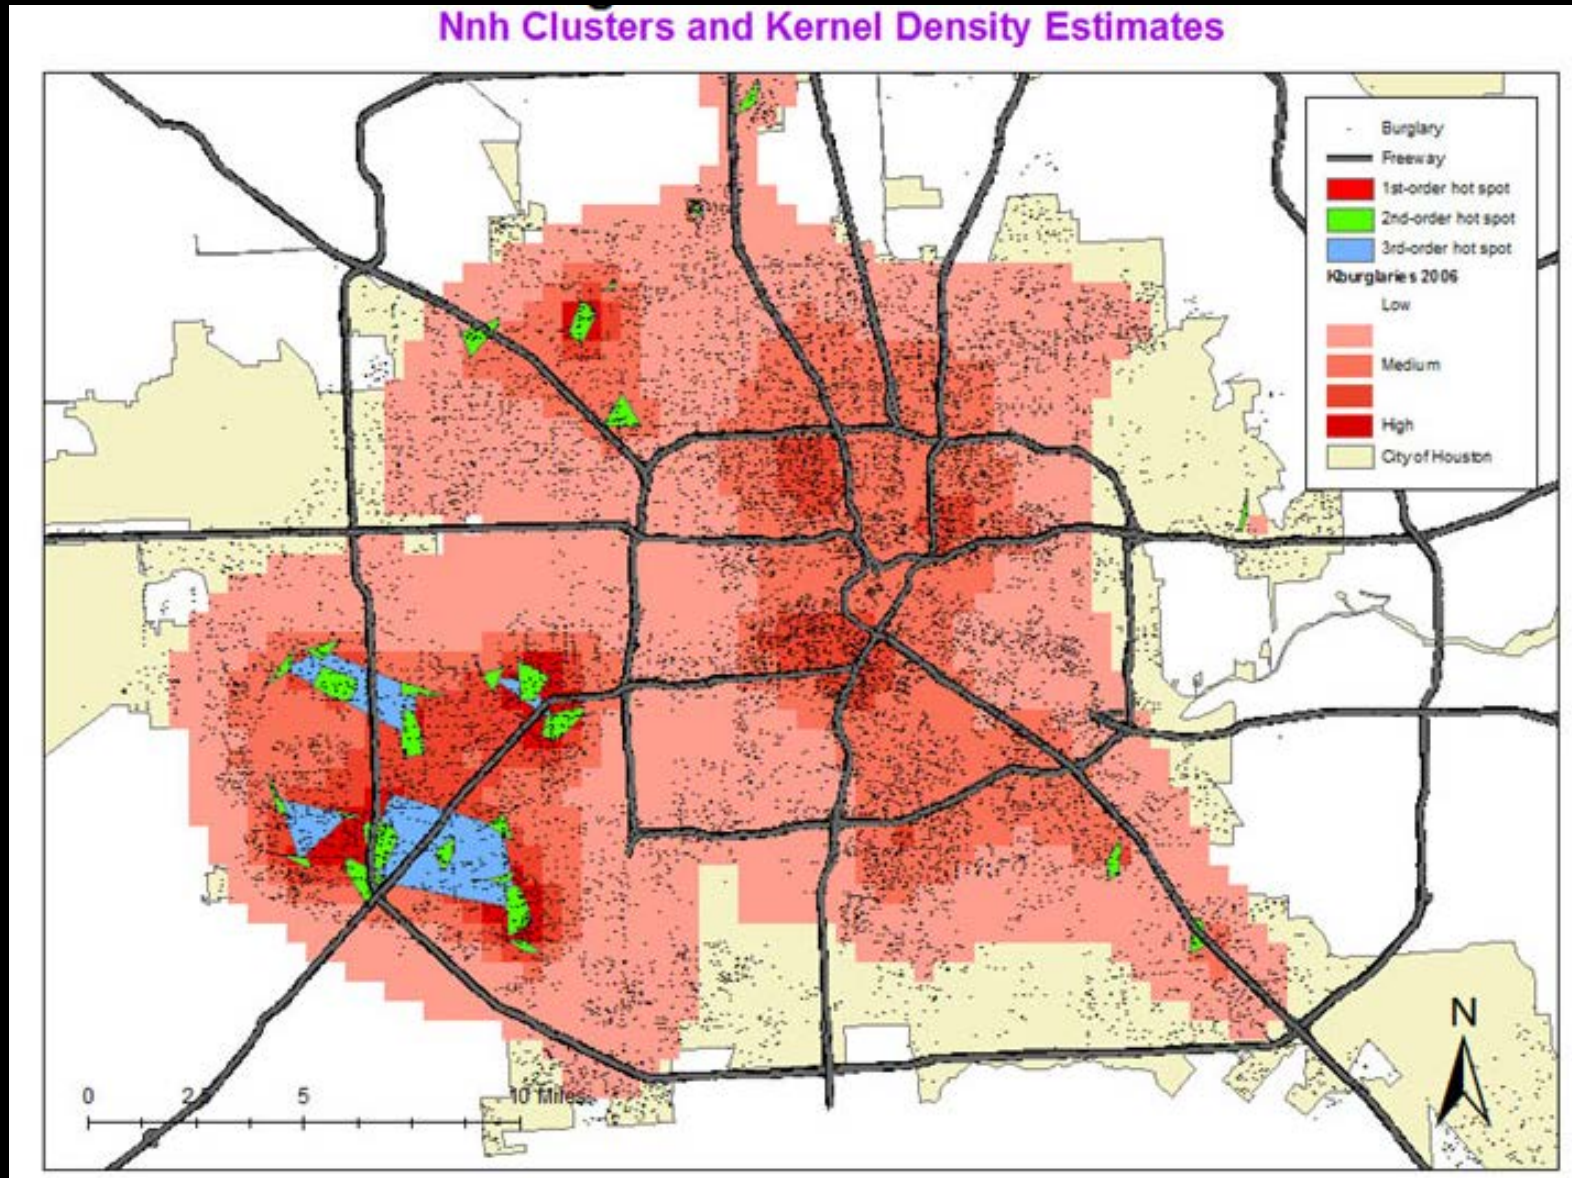 Nnh Clusters and Kernel Density Estimates
Burglary
Freeway
1st-order hot spot
2nd-order hot spot
3rd-order hot spot
Kburglaries 2006
Low
Medium
High
City of Houston
N
0 5 10 Miles